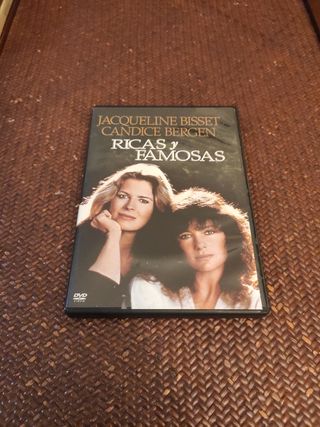 JACQUELINE BISSET
CANDICE BERGEN
RICAS y
FAMOSAS
DVD